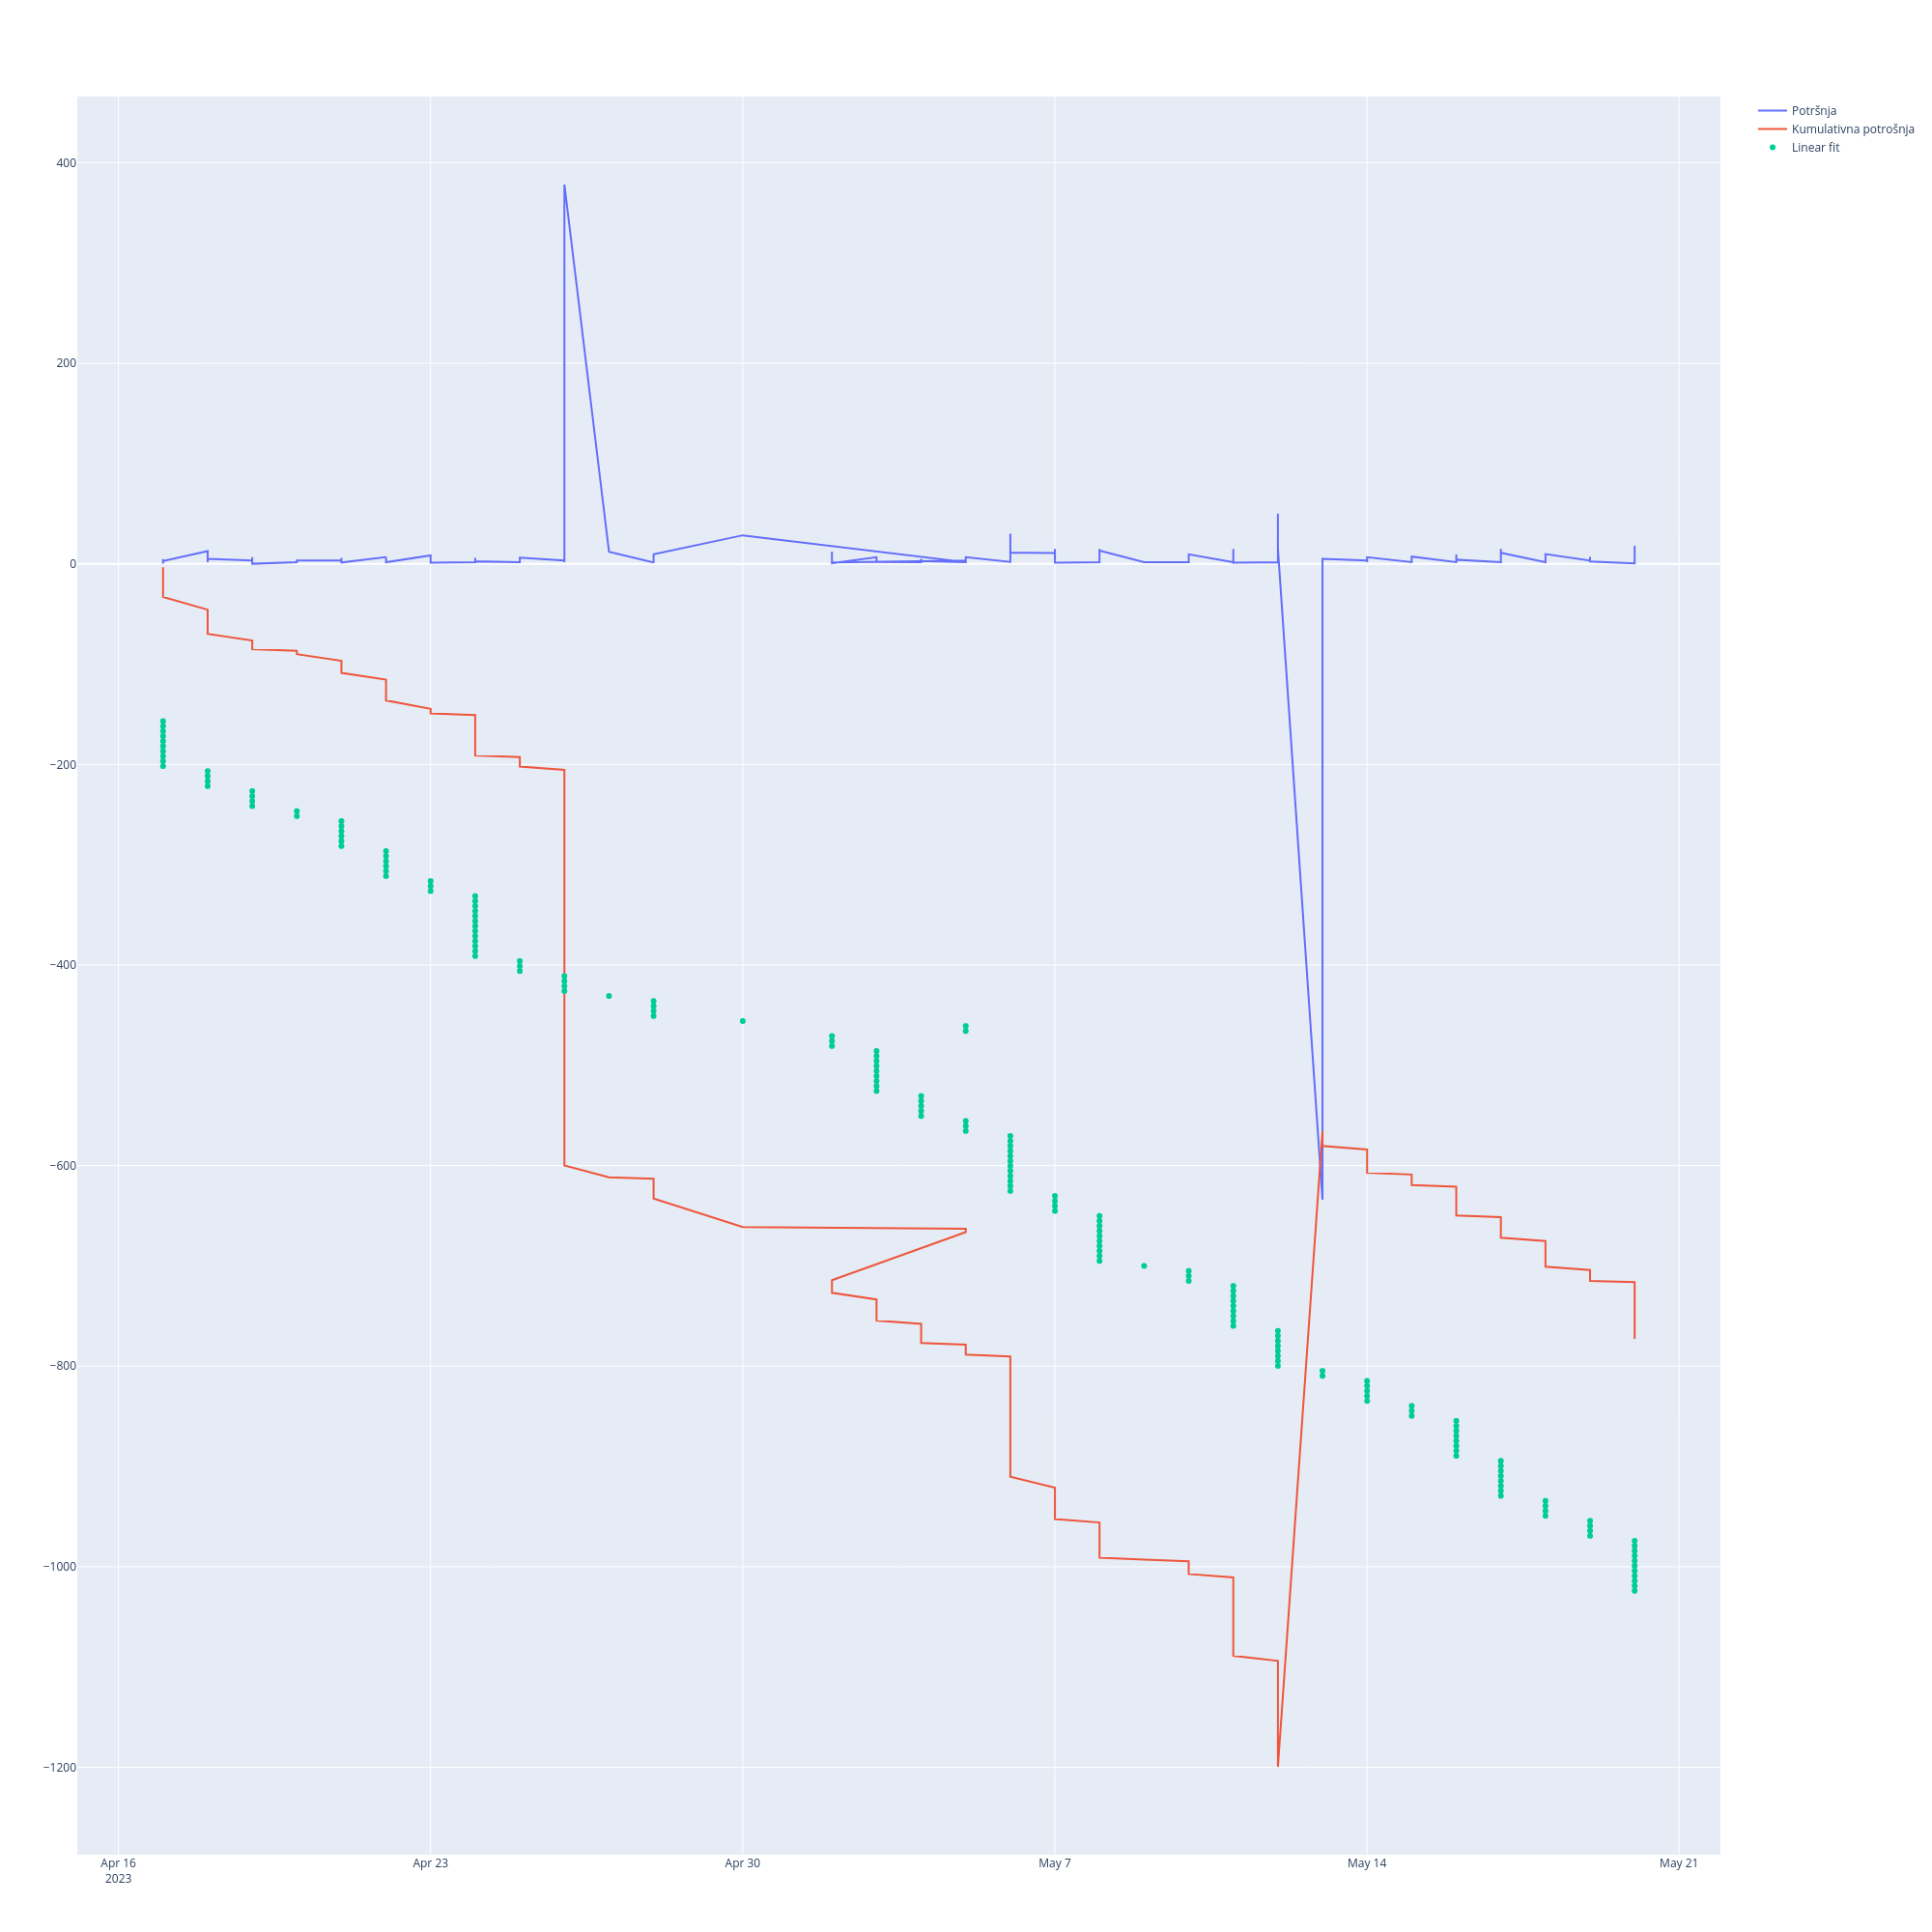 Potršnja
Kumulativna potrošnja
Linear fit
400
200
0
−200
−400
−600
−800
−1000
−1200
Apr 16
2023
Apr 23
Apr 30
May 7
May 14
May 21